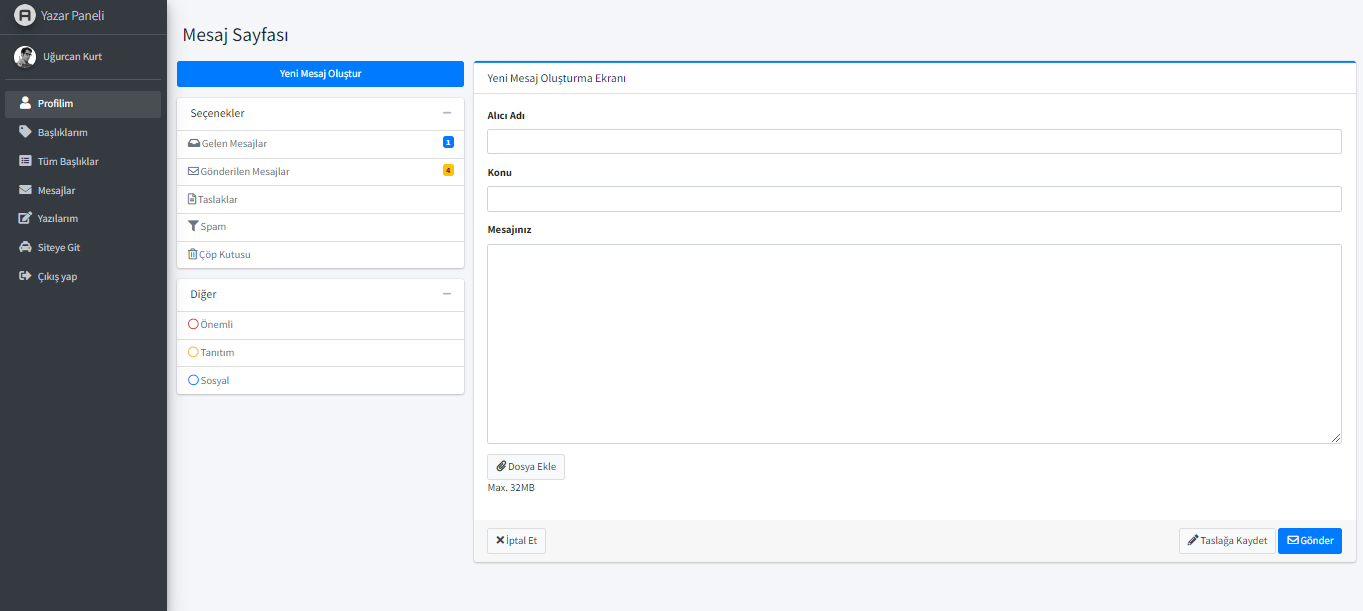 Yazar Paneli
Uğurcan Kurt
Profilim
Başlıklarım
Tüm Başlıklar
Mesajlar
Yazılarım
Siteye Git
Çıkış yap
Mesaj Sayfası
Yeni Mesaj Oluştur
Seçenekler
Gelen Mesajlar 1
Gönderilen Mesajlar 4
Taslaklar
Spam
Çöp Kutusu
Diğer
Önemli
Tanıtım
Sosyal
Yeni Mesaj Oluşturma Ekranı
Alıcı Adı
Konu
Mesajınız
Dosya Ekle
Max. 32MB
İptal Et
Taslağa Kaydet
Gönder